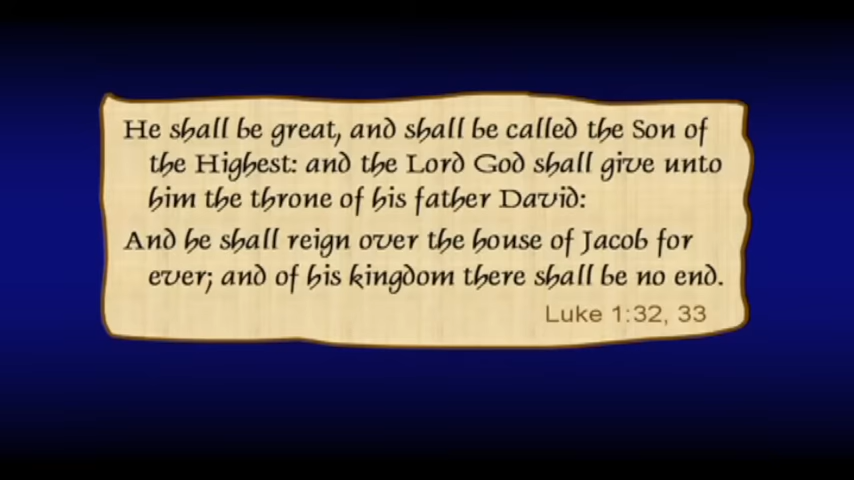 He shall be great, and shall be called the Son of
the Highest: and the Lord God shall give unto
him the throne of his father David:
And he shall reign over the house of Jacob for
ever; and of his kingdom there shall be no end.
Luke 1:32, 33